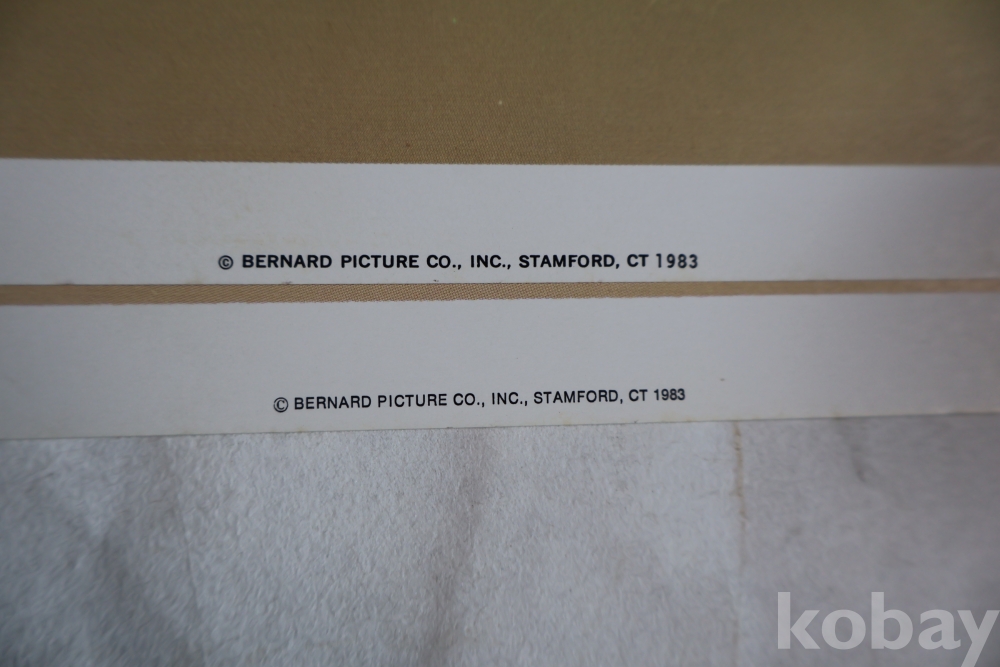 © BERNARD PICTURE CO., INC., STAMFORD, CT 1983
© BERNARD PICTURE CO., INC., STAMFORD, CT 1983
kobay